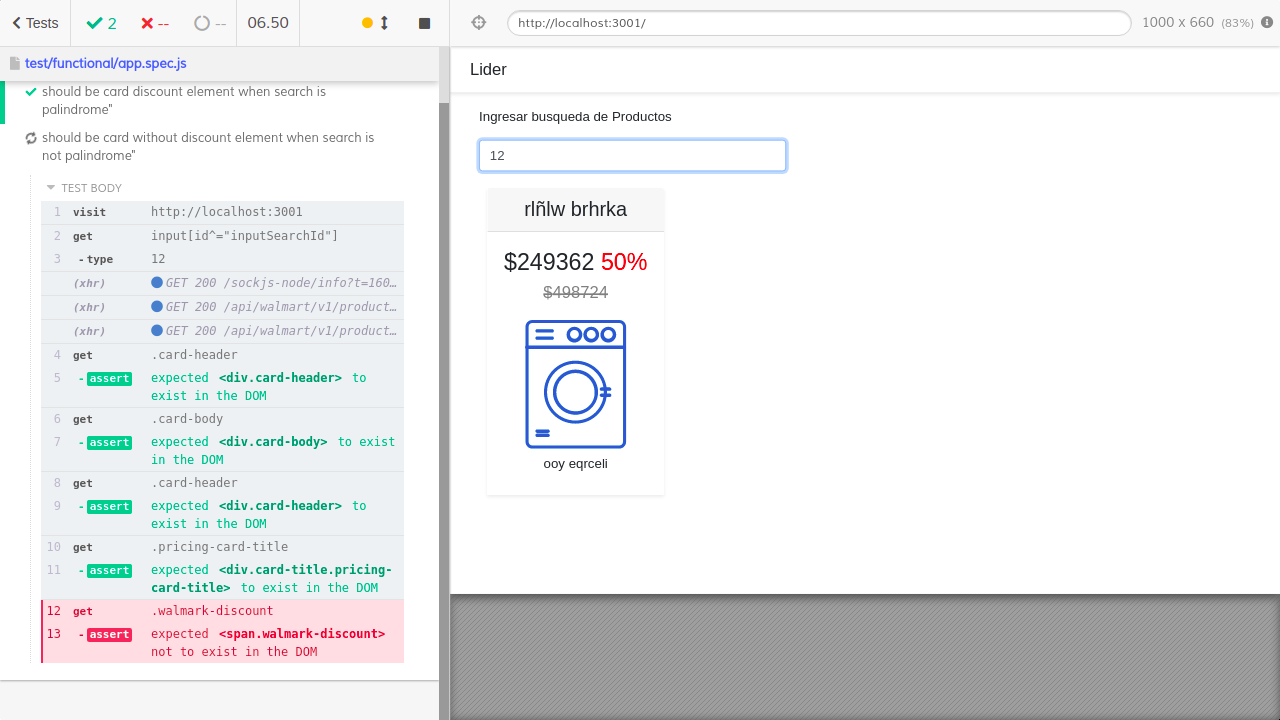 Tests
2
--
--
06.50
http://localhost:3001/
1000 x 660 (83%)
test/functional/app.spec.js
should be card discount element when search is
palindrome"
should be card without discount element when search is
not palindrome"
TEST BODY
1 visit http://localhost:3001
2 get input[id^="inputSearchId"]
3 - type 12
(xhr) GET 200 /sockjs-node/info?t=160…
(xhr) GET 200 /api/walmart/v1/product…
(xhr) GET 200 /api/walmart/v1/product…
4 get .card-header
5 - assert expected <div.card-header> to
exist in the DOM
6 get .card-body
7 - assert expected <div.card-body> to exist
in the DOM
8 get .card-header
9 - assert expected <div.card-header> to
exist in the DOM
10 get .pricing-card-title
11 - assert expected <div.card-title.pricing-
card-title> to exist in the DOM
12 get .walmark-discount
13 - assert expected <span.walmark-discount>
not to exist in the DOM
Lider
Ingresar busqueda de Productos
12
rlñlw brhrka
$249362 50%
$498724
ooy eqrceli